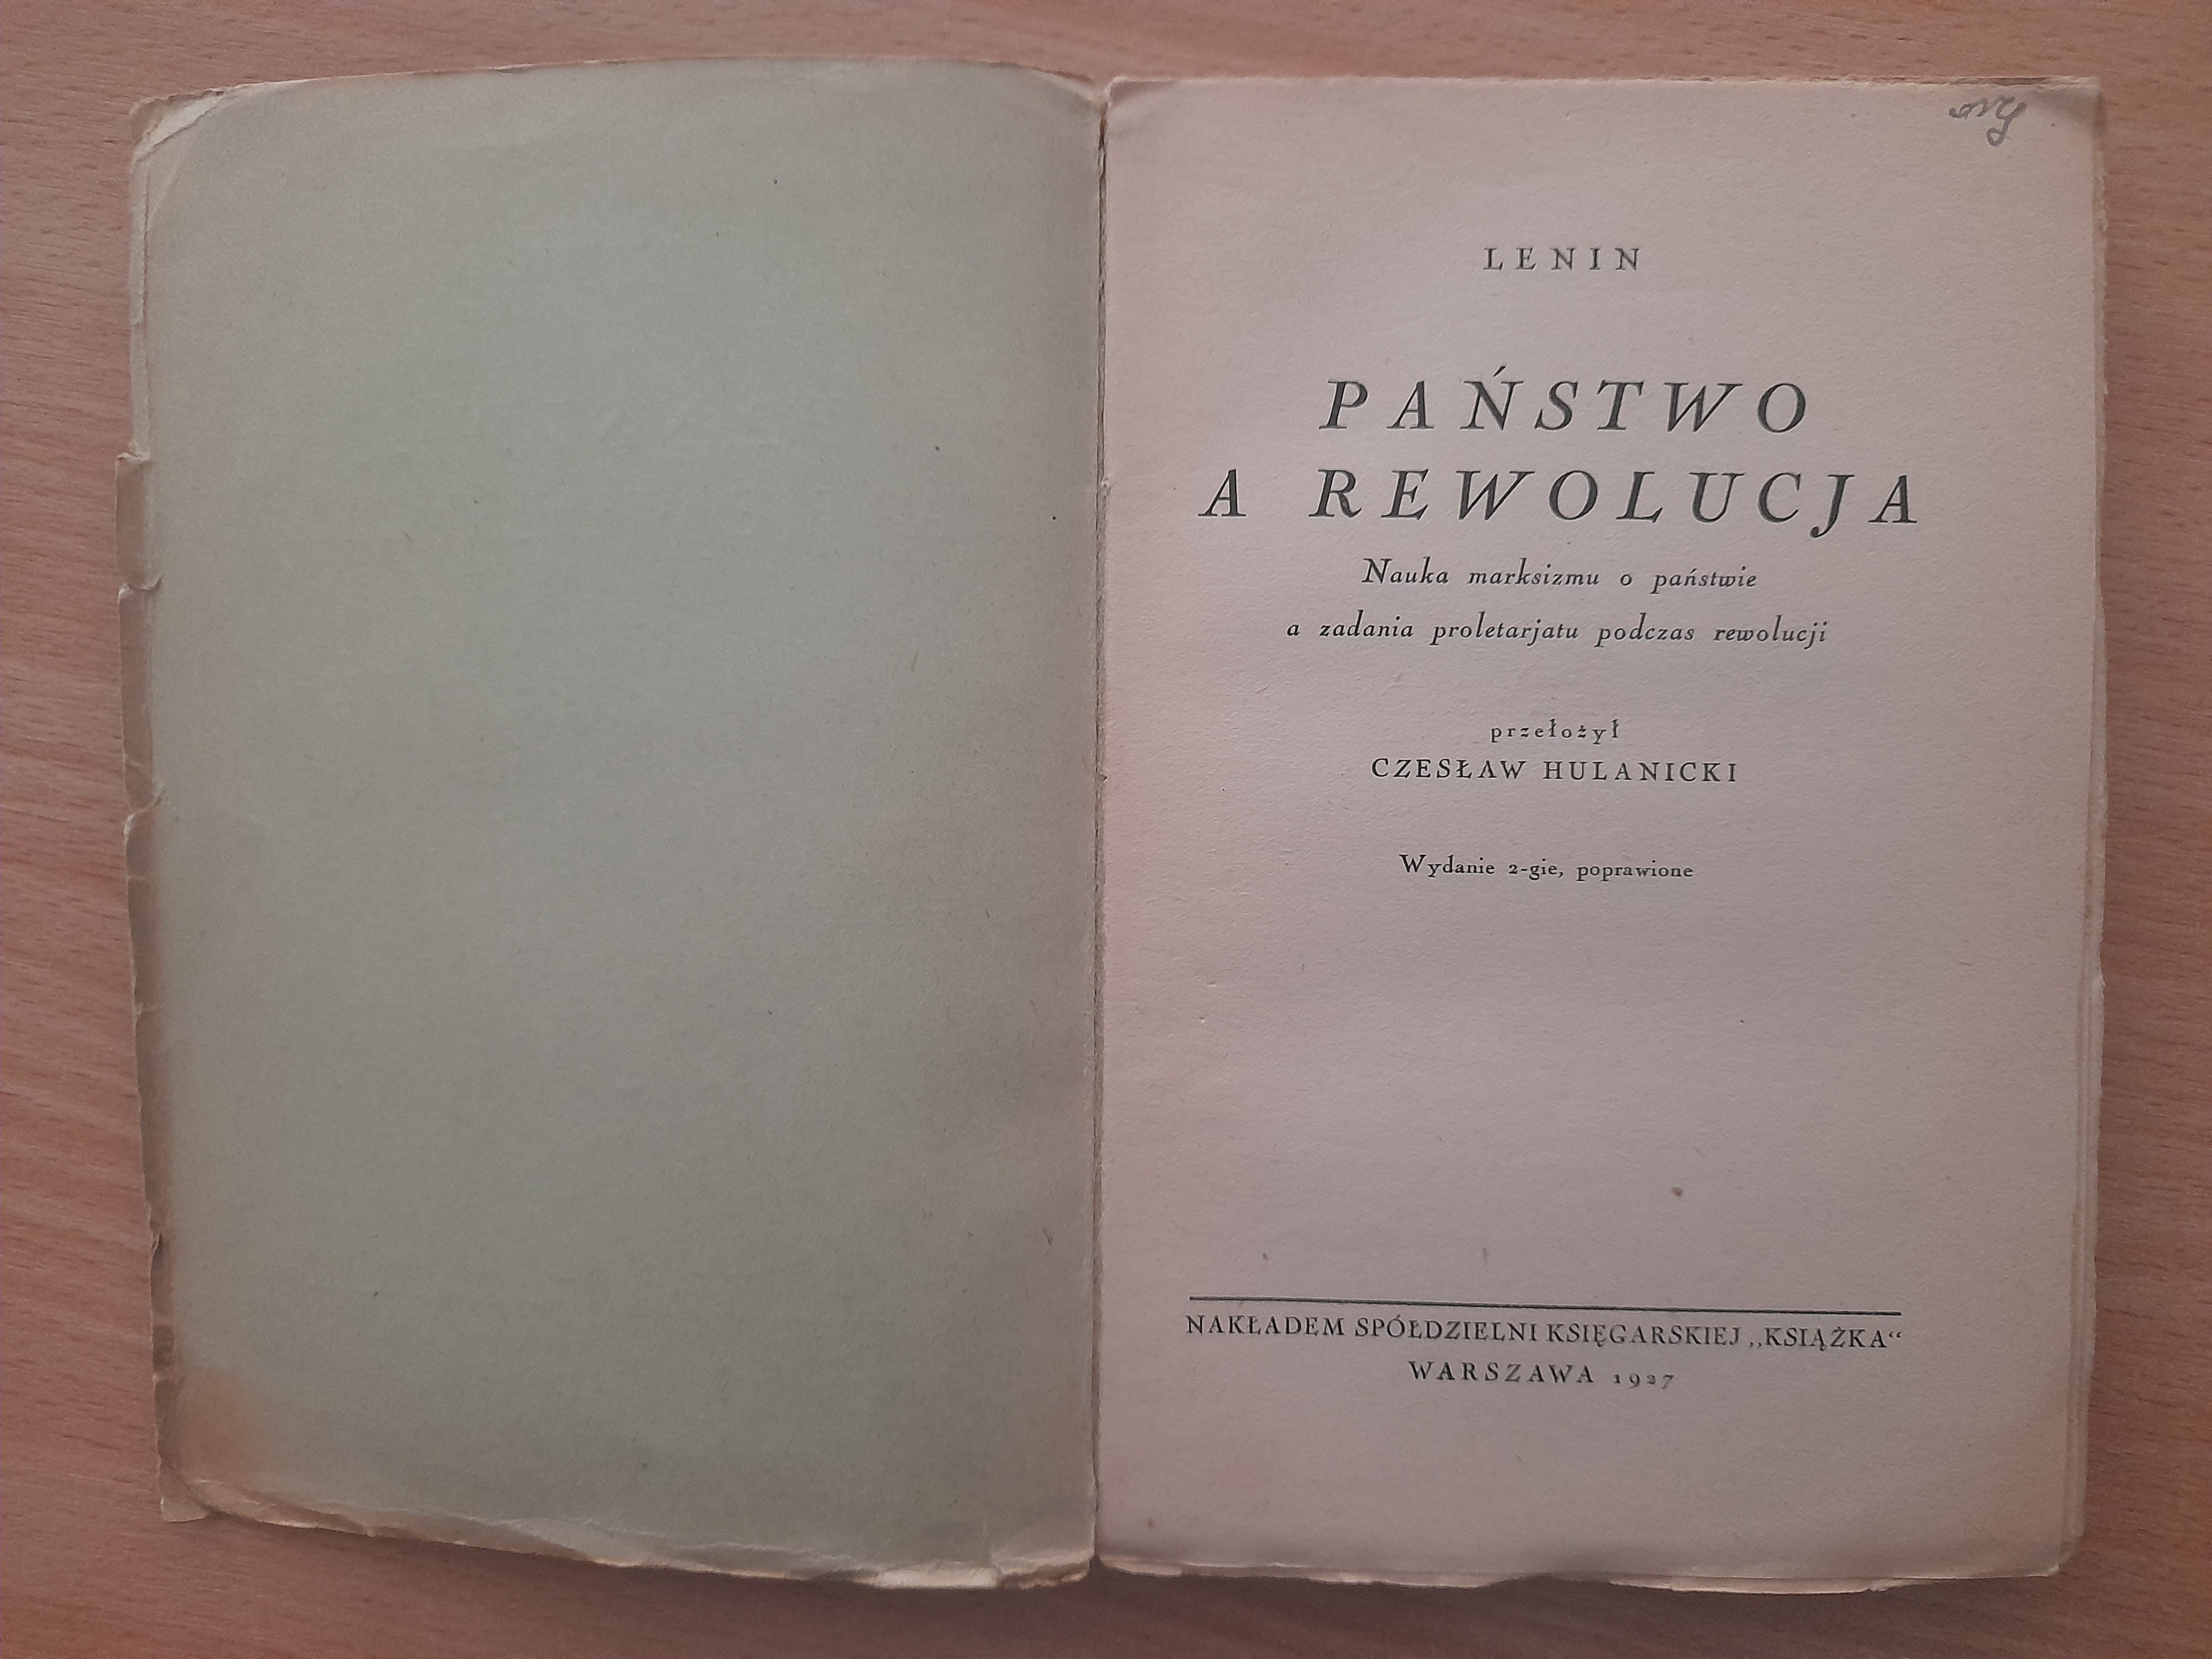 LENIN
PAŃSTWO
A REWOLUCJA
Nauka marksizmu o państwie
a zadania proletarjatu podczas rewolucji
przełożył
CZESŁAW HULANICKI
Wydanie 2-gie, poprawione
NAKŁADEM SPÓŁDZIELNI KSIĘGARSKIEJ „KSIĄŻKA“
WARSZAWA 1927